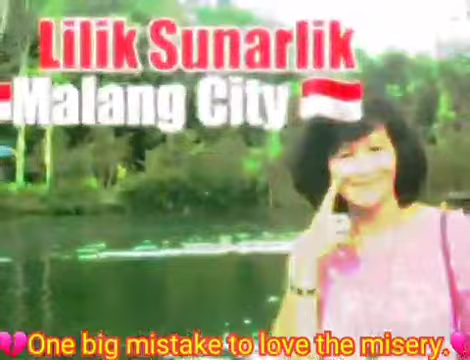 Lilik Sunarlik
Malang City
One big mistake to love the misery.